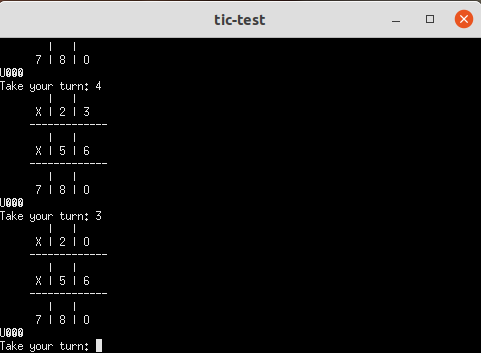 tic-test
| |
7 | 8 | O
U000
Take your turn: 4
| |
X | 2 | 3
-------------
| |
X | 5 | 6
-------------
| |
7 | 8 | O
U000
Take your turn: 3
| |
X | 2 | O
-------------
| |
X | 5 | 6
-------------
| |
7 | 8 | O
U000
Take your turn: